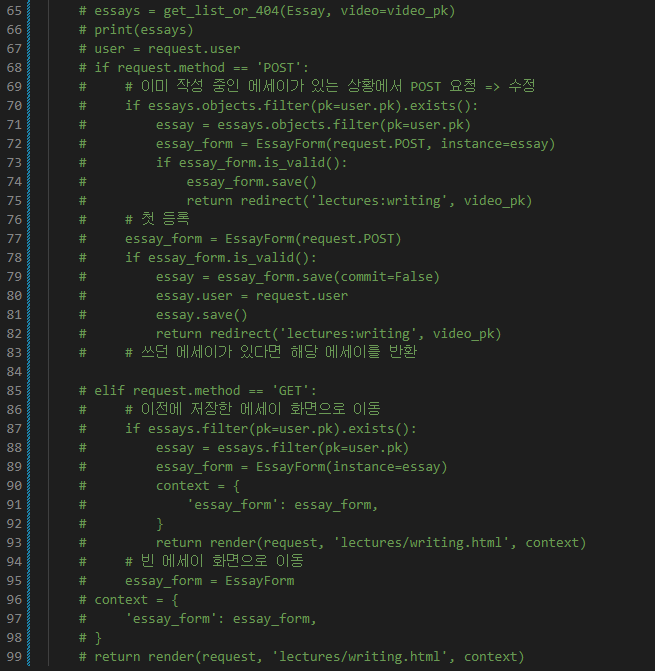 65 # essays = get_list_or_404(Essay, video=video_pk)
66 # print(essays)
67 # user = request.user
68 # if request.method == 'POST':
69 #     # 이미 작성 중인 에세이가 있는 상황에서 POST 요청 => 수정
70 #     if essays.objects.filter(pk=user.pk).exists():
71 #         essay = essays.objects.filter(pk=user.pk)
72 #         essay_form = EssayForm(request.POST, instance=essay)
73 #         if essay_form.is_valid():
74 #             essay_form.save()
75 #             return redirect('lectures:writing', video_pk)
76 #     # 첫 등록
77 #     essay_form = EssayForm(request.POST)
78 #     if essay_form.is_valid():
79 #         essay = essay_form.save(commit=False)
80 #         essay.user = request.user
81 #         essay.save()
82 #         return redirect('lectures:writing', video_pk)
83 #     # 쓰던 에세이가 있다면 해당 에세이를 반환
84
85 # elif request.method == 'GET':
86 #     # 이전에 저장한 에세이 화면으로 이동
87 #     if essays.filter(pk=user.pk).exists():
88 #         essay = essays.filter(pk=user.pk)
89 #         essay_form = EssayForm(instance=essay)
90 #         context = {
91 #             'essay_form': essay_form,
92 #         }
93 #         return render(request, 'lectures/writing.html', context)
94 #     # 빈 에세이 화면으로 이동
95 #     essay_form = EssayForm
96 # context = {
97 #     'essay_form': essay_form,
98 # }
99 # return render(request, 'lectures/writing.html', context)